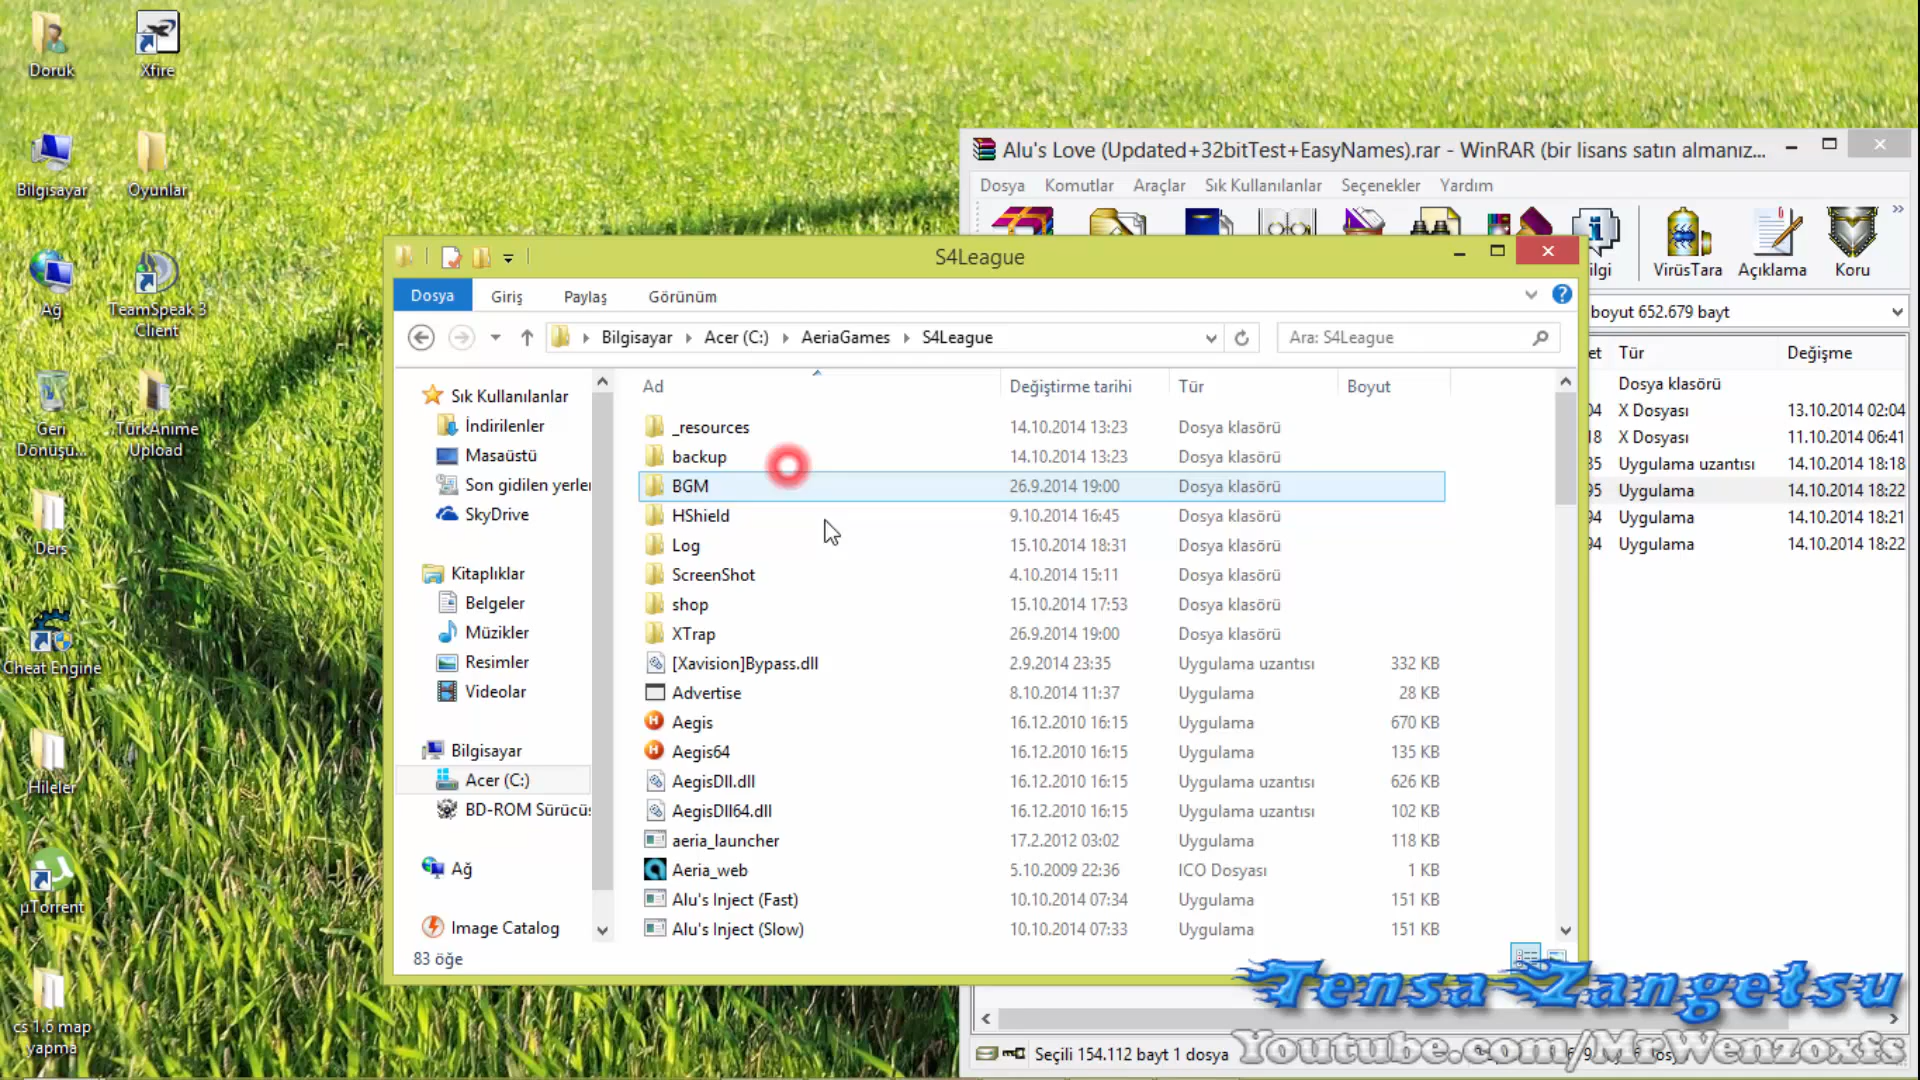 Doruk
Xfire
Bilgisayar
Oyunlar
Ağ
TeamSpeak 3
Client
Geri
Dönüşü...
TürkAnime
Upload
Ders
Cheat Engine
Hileler
µTorrent
cs 1.6 map
yapma
Alu's Love (Updated+32bitTest+EasyNames).rar - WinRAR (bir lisans satın almanız...
Dosya Komutlar Araçlar Sık Kullanılanlar Seçenekler Yardım
VirüsTara Açıklama Koru
boyut 652.679 bayt
Tür Değişme
Dosya klasörü
04 X Dosyası 13.10.2014 02:04
18 X Dosyası 11.10.2014 06:41
35 Uygulama uzantısı 14.10.2014 18:18
95 Uygulama 14.10.2014 18:22
94 Uygulama 14.10.2014 18:21
94 Uygulama 14.10.2014 18:22
S4League
Dosya Giriş Paylaş Görünüm
Bilgisayar Acer (C:) AeriaGames S4League
Ara: S4League
Sık Kullanılanlar
İndirilenler
Masaüstü
Son gidilen yerler
SkyDrive
Kitaplıklar
Belgeler
Müzikler
Resimler
Videolar
Bilgisayar
Acer (C:)
BD-ROM Sürücüs
Ağ
Image Catalog
Ad Değiştirme tarihi Tür Boyut
_resources 14.10.2014 13:23 Dosya klasörü
backup 14.10.2014 13:23 Dosya klasörü
BGM 26.9.2014 19:00 Dosya klasörü
HShield 9.10.2014 16:45 Dosya klasörü
Log 15.10.2014 18:31 Dosya klasörü
ScreenShot 4.10.2014 15:11 Dosya klasörü
shop 15.10.2014 17:53 Dosya klasörü
XTrap 26.9.2014 19:00 Dosya klasörü
[Xavision]Bypass.dll 2.9.2014 23:35 Uygulama uzantısı 332 KB
Advertise 8.10.2014 11:37 Uygulama 28 KB
Aegis 16.12.2010 16:15 Uygulama 670 KB
Aegis64 16.12.2010 16:15 Uygulama 135 KB
AegisDll.dll 16.12.2010 16:15 Uygulama uzantısı 626 KB
AegisDll64.dll 16.12.2010 16:15 Uygulama uzantısı 102 KB
aeria_launcher 17.2.2012 03:02 Uygulama 118 KB
Aeria_web 5.10.2009 22:36 ICO Dosyası 1 KB
Alu's Inject (Fast) 10.10.2014 07:34 Uygulama 151 KB
Alu's Inject (Slow) 10.10.2014 07:33 Uygulama 151 KB
83 öğe
Tensa Zangetsu
Seçili 154.112 bayt 1 dosya
Youtube.com/MrWenzoxfs